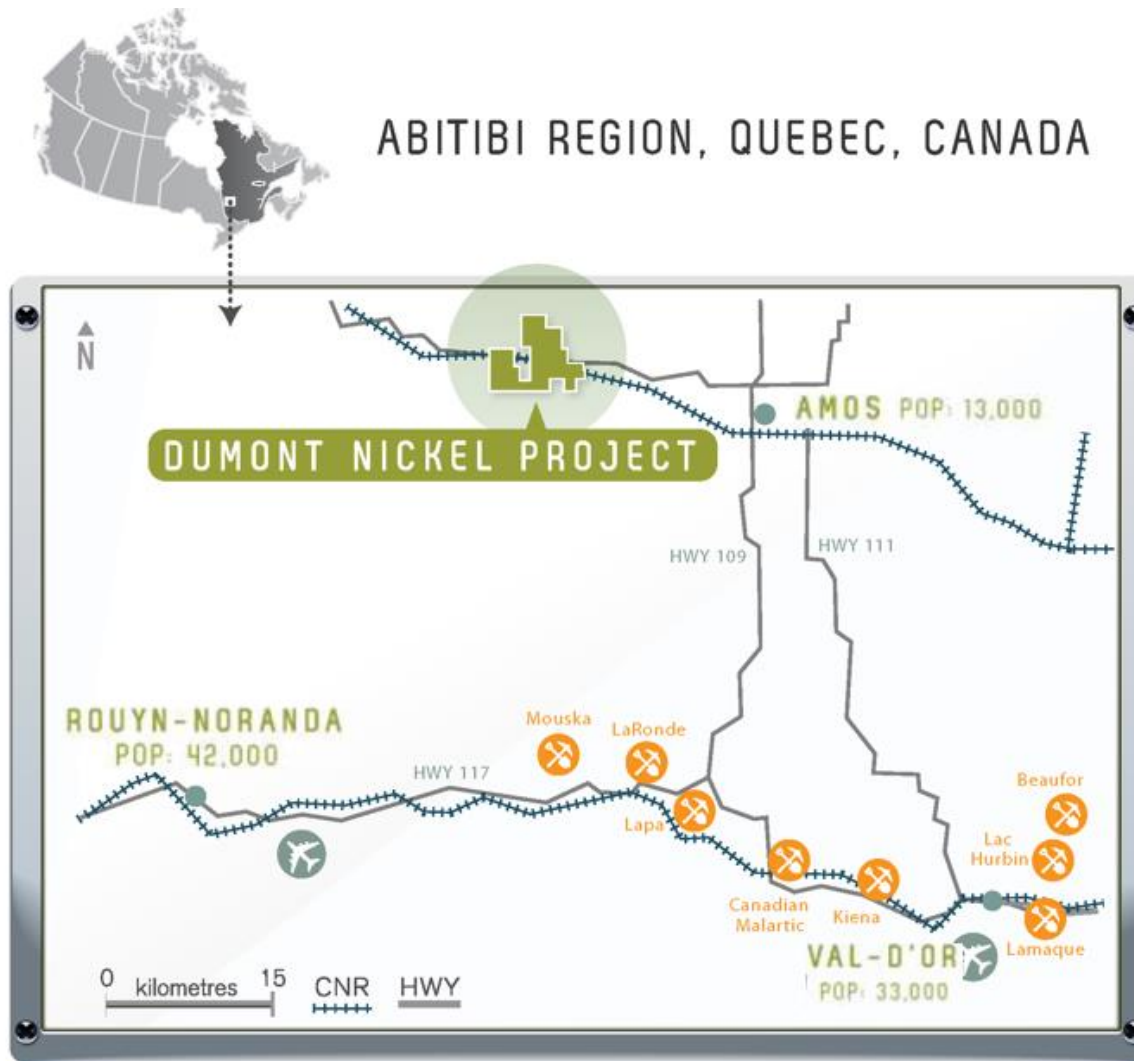 ABITIBI REGION, QUEBEC, CANADA
N
DUMONT NICKEL PROJECT
AMOS POP: 13,000
HWY 109
HWY 111
ROUYN-NORANDA
POP: 42,000
HWY 117
Mouska
LaRonde
Lapa
Canadian
Malartic
Kiena
Beaufor
Lac
Hurbin
Lamaque
VAL-D'OR
POP: 33,000
0 kilometres 15
CNR
HWY